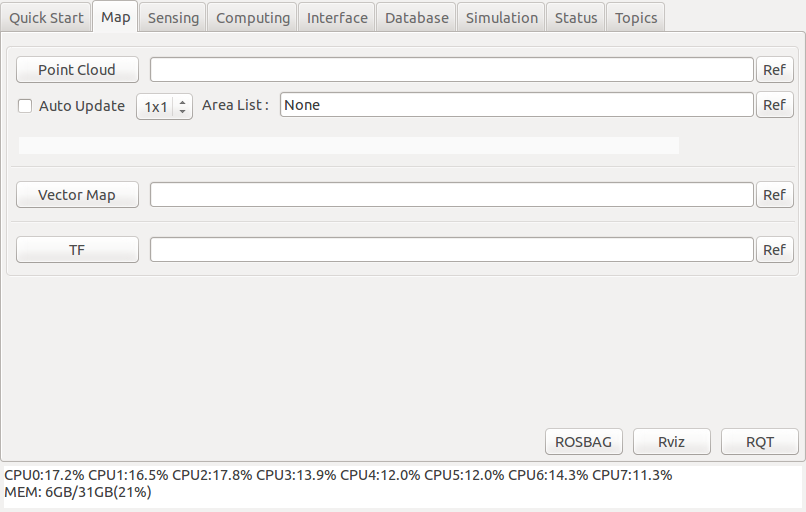 Quick Start Map Sensing Computing Interface Database Simulation Status Topics
Point Cloud Ref
Auto Update 1x1 Area List : None Ref
Vector Map Ref
TF Ref
ROSBAG Rviz RQT
CPU0:17.2% CPU1:16.5% CPU2:17.8% CPU3:13.9% CPU4:12.0% CPU5:12.0% CPU6:14.3% CPU7:11.3%
MEM: 6GB/31GB(21%)